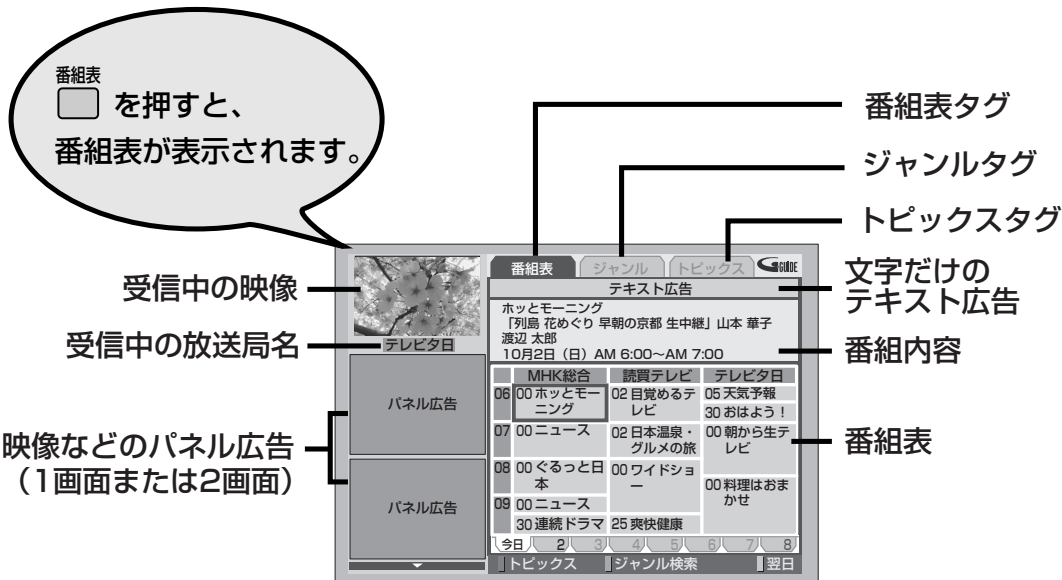 番組表
を押すと、
番組表が表示されます。
番組表タグ
ジャンルタグ
トピックスタグ
文字だけの
テキスト広告
番組内容
番組表
受信中の映像
受信中の放送局名
映像などのパネル広告
（1画面または2画面）
テレビタ日
パネル広告
パネル広告
番組表 ジャンル トピックス GGUIDE
テキスト広告
ホッとモーニング
「列島 花めぐり 早朝の京都 生中継」山本 華子
渡辺 太郎
10月2日（日）AM 6:00〜AM 7:00
MHK総合 読買テレビ テレビタ日
06 00 ホッとモー 02 目覚めるテ 05 天気予報
ニング レビ 30 おはよう！
07 00 ニュース 02 日本温泉・ 00 朝から生テ
グルメの旅 レビ
08 00 ぐるっと日 00 ワイドショ
本 ー 00 料理はおま
09 00 ニュース かせ
30 連続ドラマ 25 爽快健康
今日 2 3 4 5 6 7 8
トピックス ジャンル検索 翌日